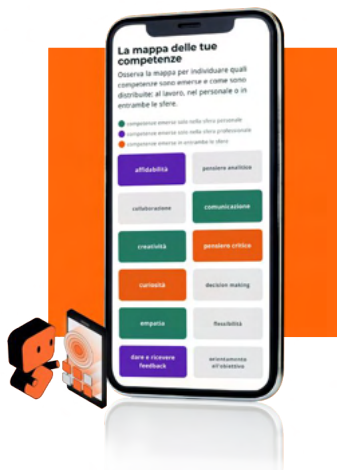 La mappa delle tue
competenze
Osserva la mappa per individuare quali
competenze sono emerse e come sono
distribuite: al lavoro, nel personale o in
entrambe le sfere.
competenze emerse solo nella sfera personale
competenze emerse solo nella sfera professionale
competenze emerse in entrambe le sfere
affidabilità
pensiero analitico
collaborazione
comunicazione
creatività
pensiero critico
curiosità
decision making
empatia
flessibilità
dare e ricevere
feedback
orientamento
all'obiettivo